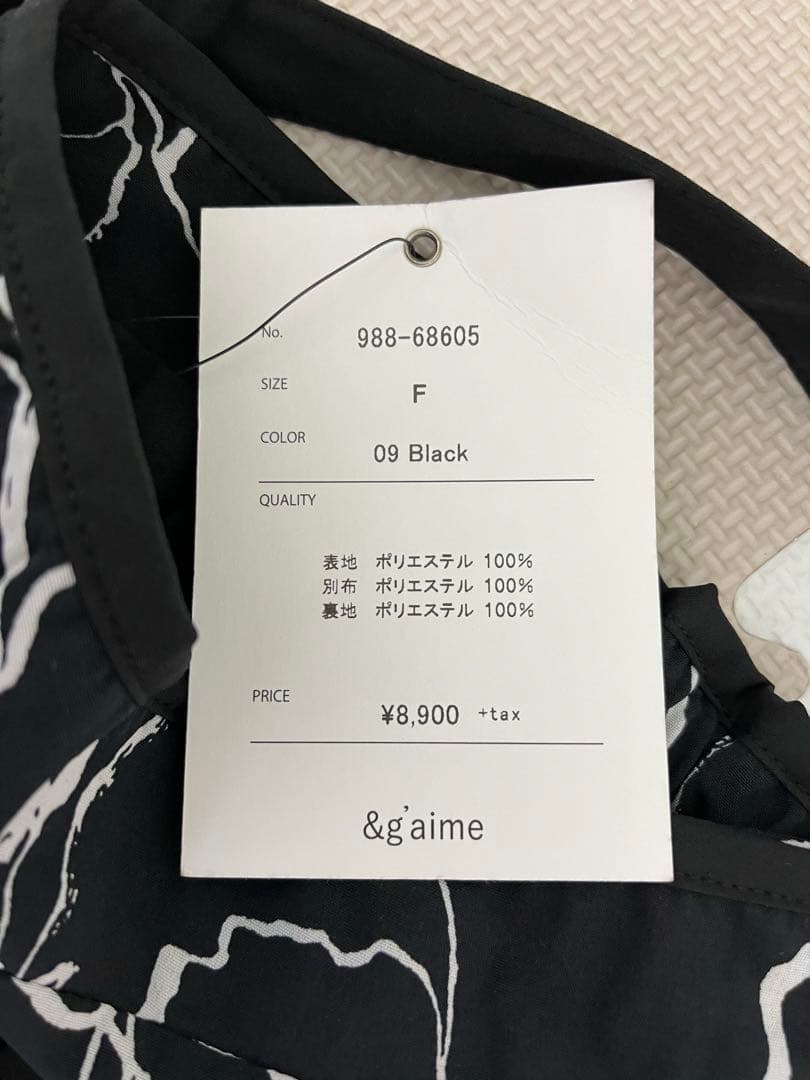 No. 988-68605
SIZE F
COLOR 09 Black
QUALITY
表地 ポリエステル 100%
別布 ポリエステル 100%
裏地 ポリエステル 100%
PRICE ¥8,900 +tax
&g'aime